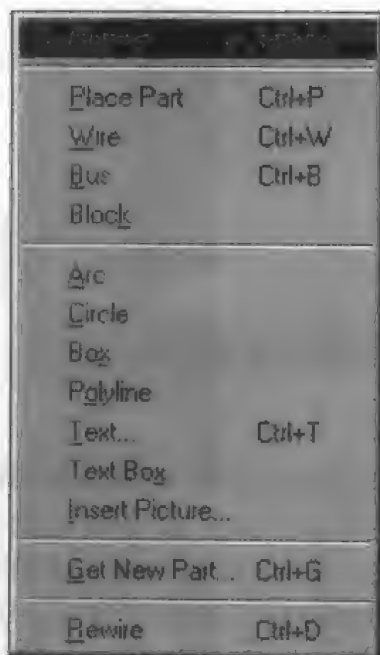 Place Part Ctrl+P
Wire Ctrl+W
Bus Ctrl+B
Block
Arc
Circle
Box
Polyline
Text... Ctrl+T
Text Box
Insert Picture...
Get New Part... Ctrl+G
Rewire Ctrl+D